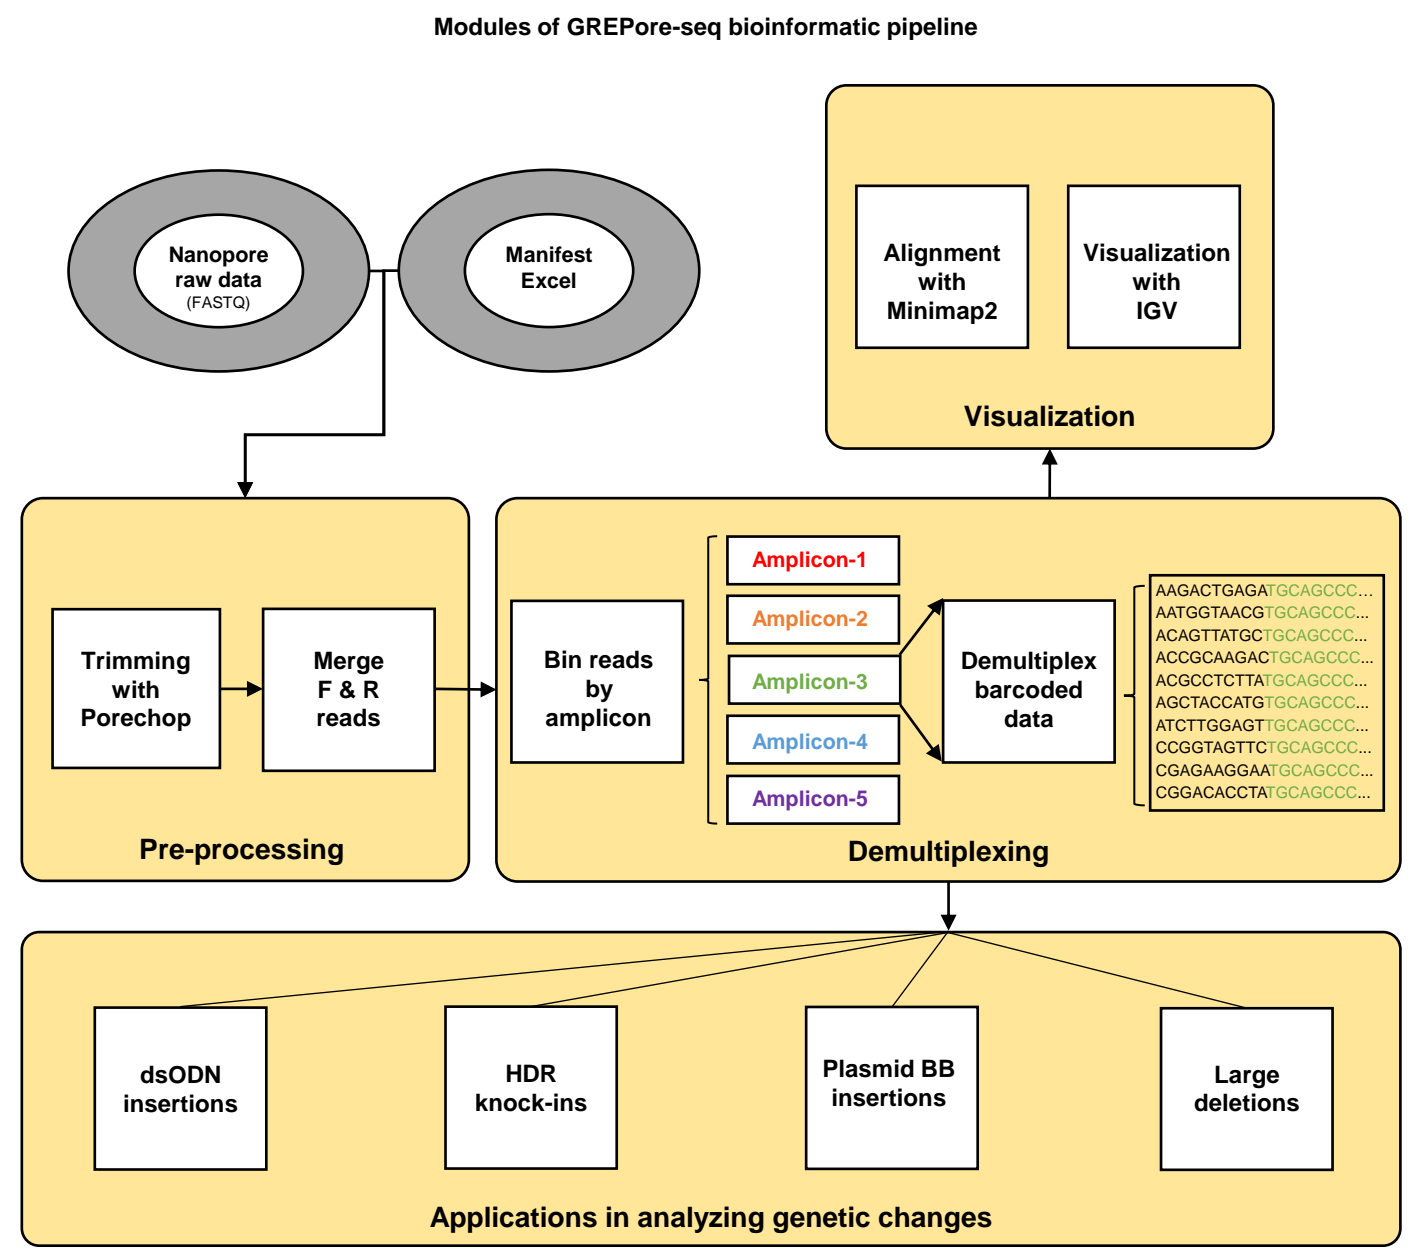 Modules of GREPore-seq bioinformatic pipeline
Nanopore
raw data
(FASTQ)
Manifest
Excel
Alignment
with
Minimap2
Visualization
with
IGV
Visualization
Trimming
with
Porechop
Merge
F & R
reads
Pre-processing
Bin reads
by
amplicon
Amplicon-1
Amplicon-2
Amplicon-3
Amplicon-4
Amplicon-5
Demultiplex
barcoded
data
AAGACTGAGATGCAGCCC...
AATGGTAACGTGCAGCCC...
ACAGTTATGCTGCAGCCC...
ACCGCAAGACTGCAGCCC...
ACGCCTCTTATGCAGCCC...
AGCTACCATGTGCAGCCC...
ATCTTGGAGTTGCAGCCC...
CCGGTAGTTCTGCAGCCC...
CGAGAAGGAATGCAGCCC...
CGGACACCTATGCAGCCC...
Demultiplexing
dsODN
insertions
HDR
knock-ins
Plasmid BB
insertions
Large
deletions
Applications in analyzing genetic changes